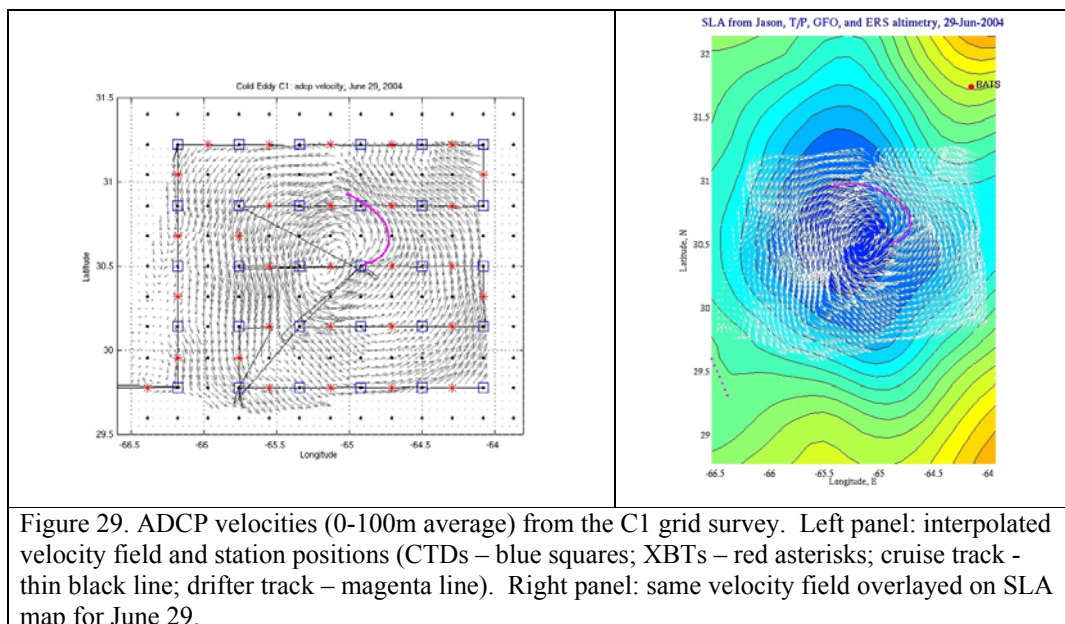 Cold Eddy C1: adcp velocity; June 29, 2004
31.5
31
30.5
30
29.5
Latitude
-66.5 -66 -65.5 -65 -64.5 -64
Longitude
SLA from Jason, T/P, GFO, and ERS altimetry, 29-Jun-2004
32
31.5
31
30.5
30
29.5
29
Latitude, N
BATS
-66.5 -66 -65.5 -65 -64.5 -64
Longitude, E
Figure 29. ADCP velocities (0-100m average) from the C1 grid survey. Left panel: interpolated
velocity field and station positions (CTDs – blue squares; XBTs – red asterisks; cruise track -
thin black line; drifter track – magenta line). Right panel: same velocity field overlayed on SLA
map for June 29.